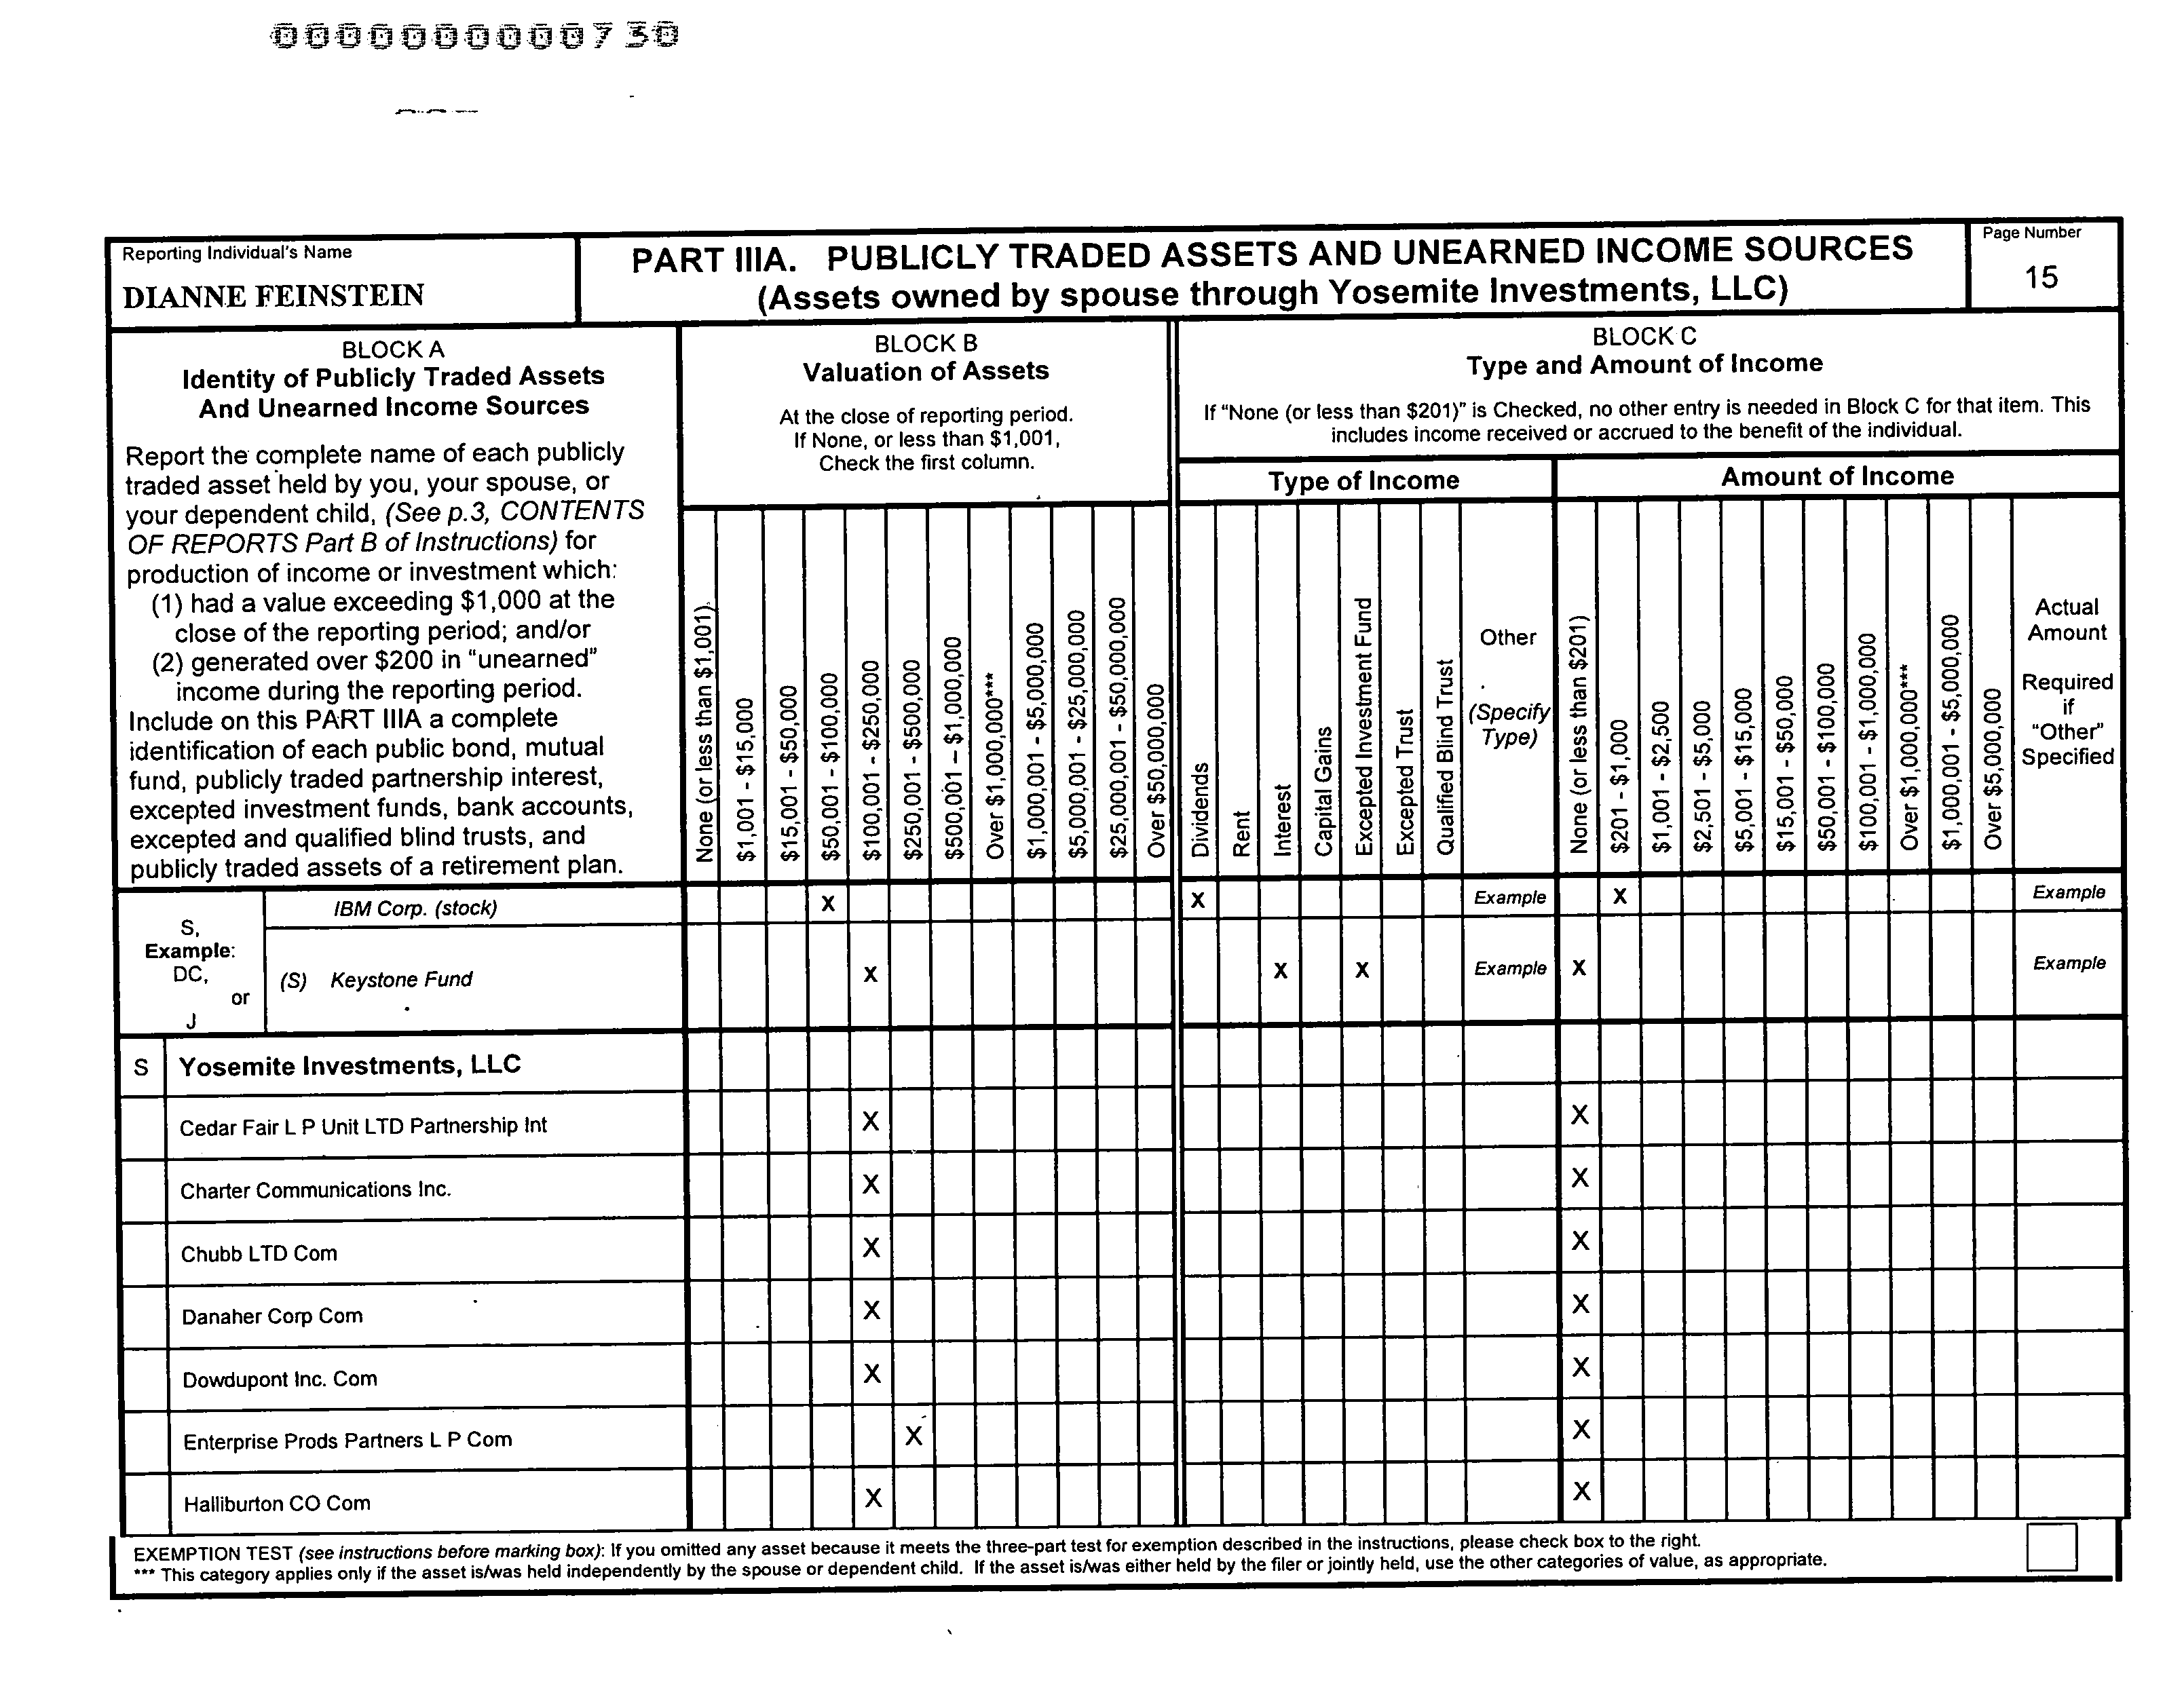 000000000730
Reporting Individual's Name
DIANNE FEINSTEIN
PART IIIA. PUBLICLY TRADED ASSETS AND UNEARNED INCOME SOURCES
(Assets owned by spouse through Yosemite Investments, LLC)
Page Number
15
BLOCK A
Identity of Publicly Traded Assets
And Unearned Income Sources
Report the complete name of each publicly
traded asset held by you, your spouse, or
your dependent child, (See p.3, CONTENTS
OF REPORTS Part B of Instructions) for
production of income or investment which:
(1) had a value exceeding $1,000 at the
close of the reporting period; and/or
(2) generated over $200 in "unearned"
income during the reporting period.
Include on this PART IIIA a complete
identification of each public bond, mutual
fund, publicly traded partnership interest,
excepted investment funds, bank accounts,
excepted and qualified blind trusts, and
publicly traded assets of a retirement plan.
BLOCK B
Valuation of Assets
At the close of reporting period.
If None, or less than $1,001,
Check the first column.
None (or less than $1,001)
$1,001 - $15,000
$15,001 - $50,000
$50,001 - $100,000
$100,001 - $250,000
$250,001 - $500,000
$500,001 – $1,000,000
Over $1,000,000***
$1,000,001 - $5,000,000
$5,000,001 - $25,000,000
$25,000,001 - $50,000,000
Over $50,000,000
BLOCK C
Type and Amount of Income
If "None (or less than $201)" is Checked, no other entry is needed in Block C for that item. This
includes income received or accrued to the benefit of the individual.
Type of Income
Dividends
Rent
Interest
Capital Gains
Excepted Investment Fund
Excepted Trust
Qualified Blind Trust
Other
(Specify
Type)
Amount of Income
None (or less than $201)
$201 - $1,000
$1,001 - $2,500
$2,501 - $5,000
$5,001 - $15,000
$15,001 - $50,000
$50,001 - $100,000
$100,001 - $1,000,000
Over $1,000,000***
$1,000,001 - $5,000,000
Over $5,000,000
Actual
Amount
Required
if
"Other"
Specified
S,
Example:
DC,
or
J
IBM Corp. (stock) X X Example X Example
(S) Keystone Fund X X X Example X Example
S Yosemite Investments, LLC
Cedar Fair L P Unit LTD Partnership Int X X
Charter Communications Inc. X X
Chubb LTD Com X X
Danaher Corp Com X X
Dowdupont Inc. Com X X
Enterprise Prods Partners L P Com X X
Halliburton CO Com X X
EXEMPTION TEST (see instructions before marking box): If you omitted any asset because it meets the three-part test for exemption described in the instructions, please check box to the right.
*** This category applies only if the asset is/was held independently by the spouse or dependent child. If the asset is/was either held by the filer or jointly held, use the other categories of value, as appropriate.